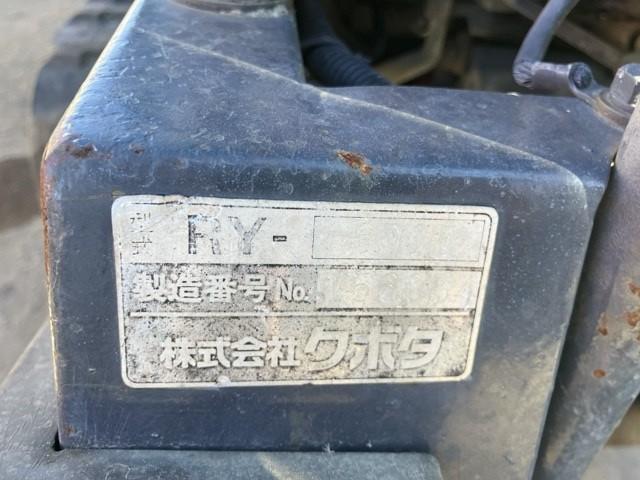 型式 RY-
製造番号 No.
株式会社クボタ